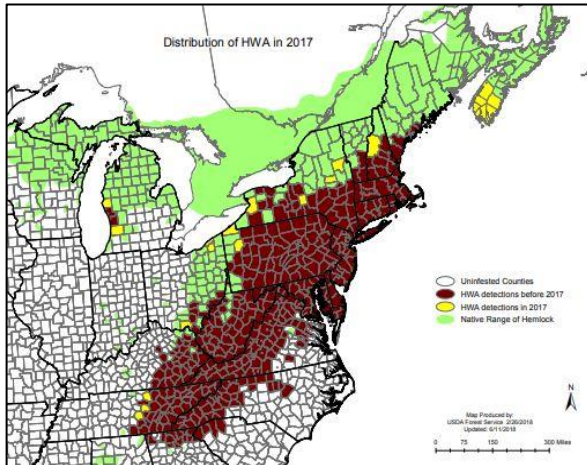 Distribution of HWA in 2017
Uninfested Counties
HWA detections before 2017
HWA detections in 2017
Native Range of Hemlock
N
Map Produced by:
USDA Forest Service 2/28/2018
Updated: 6/11/2018
0 75 150 300 Miles